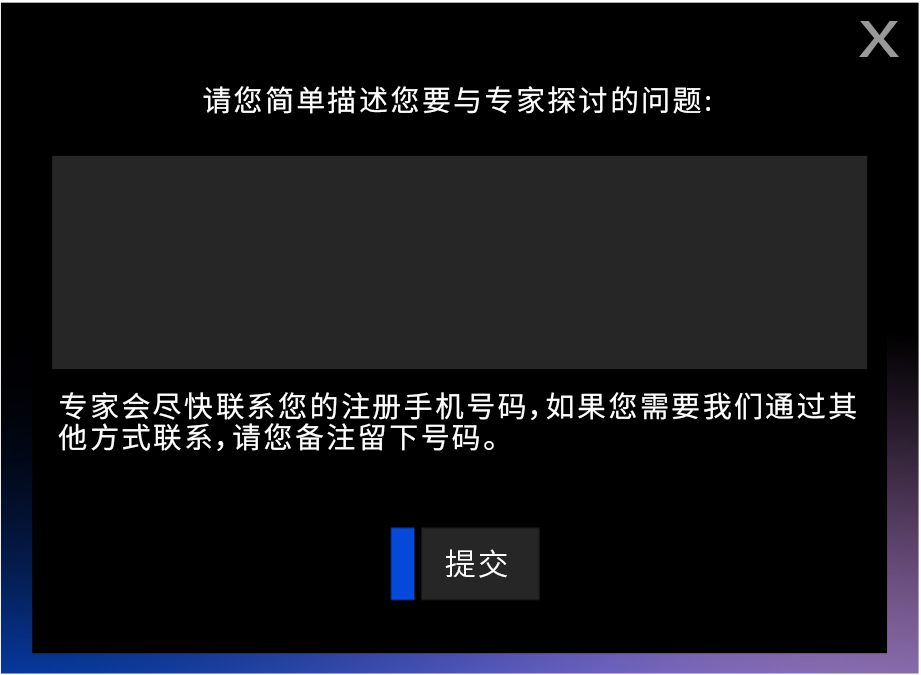 X
请您简单描述您要与专家探讨的问题:
专家会尽快联系您的注册手机号码,如果您需要我们通过其
他方式联系,请您备注留下号码。
提交